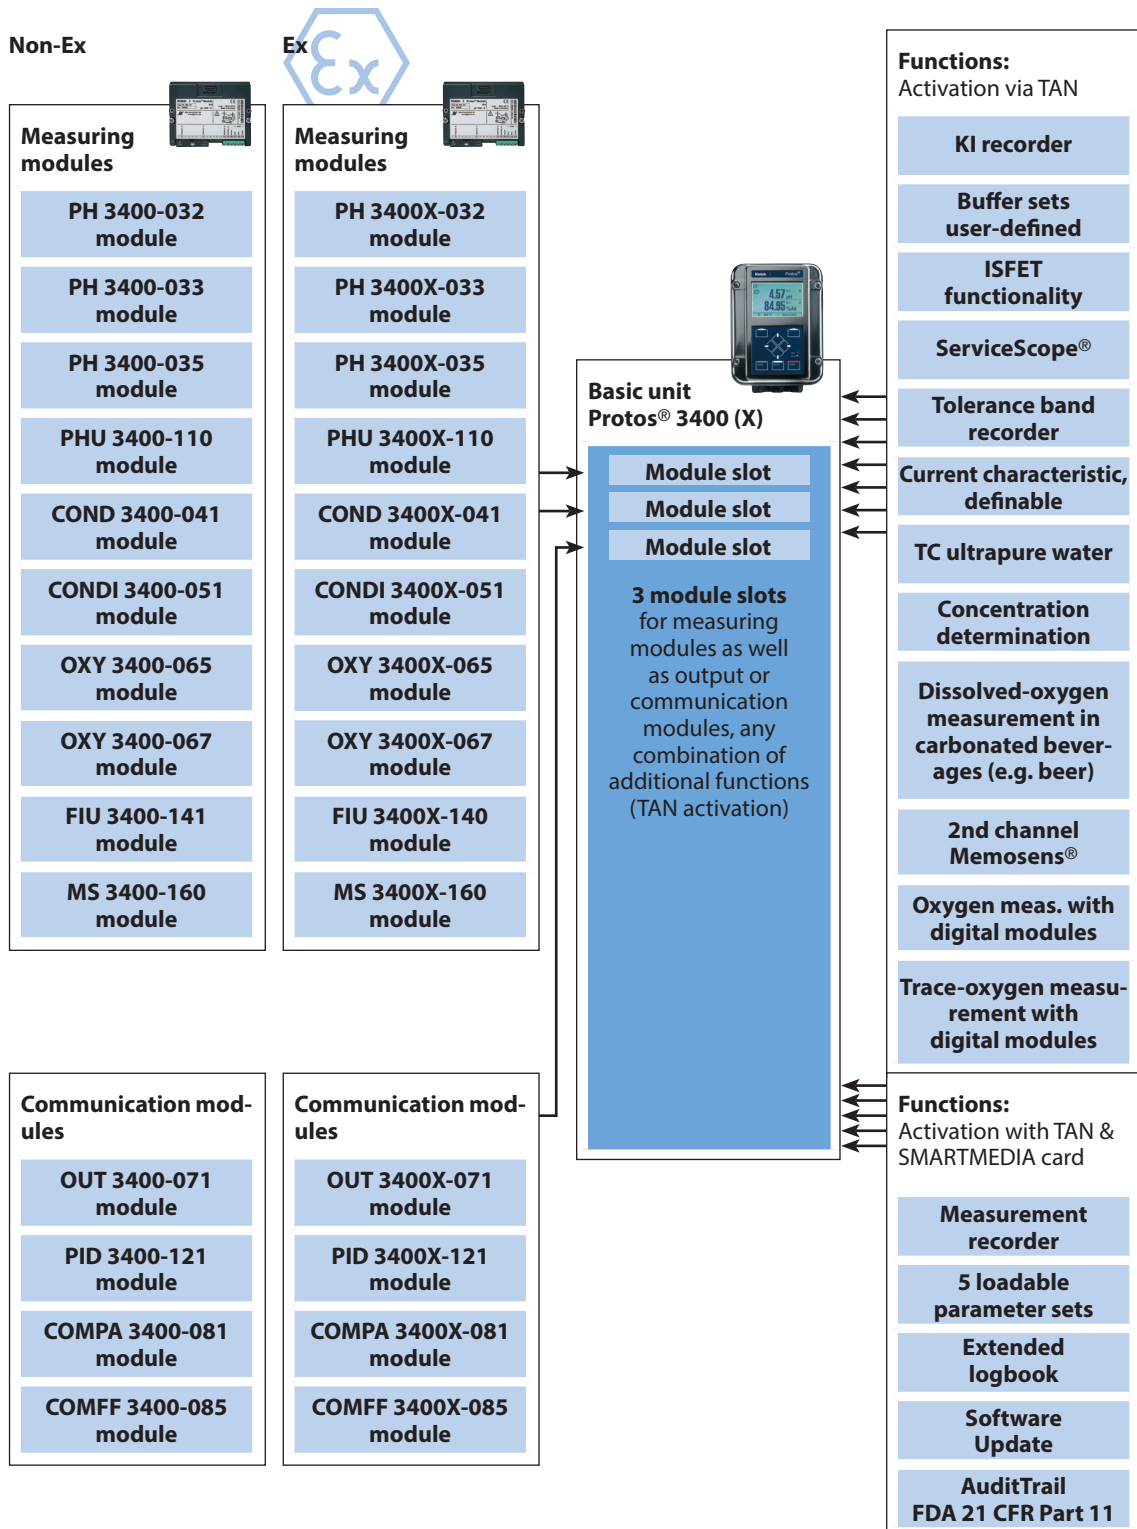 Non-Ex
Measuring
modules
PH 3400-032
module
PH 3400-033
module
PH 3400-035
module
PHU 3400-110
module
COND 3400-041
module
CONDI 3400-051
module
OXY 3400-065
module
OXY 3400-067
module
FIU 3400-141
module
MS 3400-160
module
Communication mod-
ules
OUT 3400-071
module
PID 3400-121
module
COMPA 3400-081
module
COMFF 3400-085
module
Ex
Ex
Measuring
modules
PH 3400X-032
module
PH 3400X-033
module
PH 3400X-035
module
PHU 3400X-110
module
COND 3400X-041
module
CONDI 3400X-051
module
OXY 3400X-065
module
OXY 3400X-067
module
FIU 3400X-140
module
MS 3400X-160
module
Communication mod-
ules
OUT 3400X-071
module
PID 3400X-121
module
COMPA 3400X-081
module
COMFF 3400X-085
module
Knick Protos®
4.57 pH
84.95 %Air
Basic unit
Protos® 3400 (X)
Module slot
Module slot
Module slot
3 module slots
for measuring
modules as well
as output or
communication
modules, any
combination of
additional functions
(TAN activation)
Functions:
Activation via TAN
KI recorder
Buffer sets
user-defined
ISFET
functionality
ServiceScope®
Tolerance band
recorder
Current characteristic,
definable
TC ultrapure water
Concentration
determination
Dissolved-oxygen
measurement in
carbonated bever-
ages (e.g. beer)
2nd channel
Memosens®
Oxygen meas. with
digital modules
Trace-oxygen measu-
rement with
digital modules
Functions:
Activation with TAN &
SMARTMEDIA card
Measurement
recorder
5 loadable
parameter sets
Extended
logbook
Software
Update
AuditTrail
FDA 21 CFR Part 11